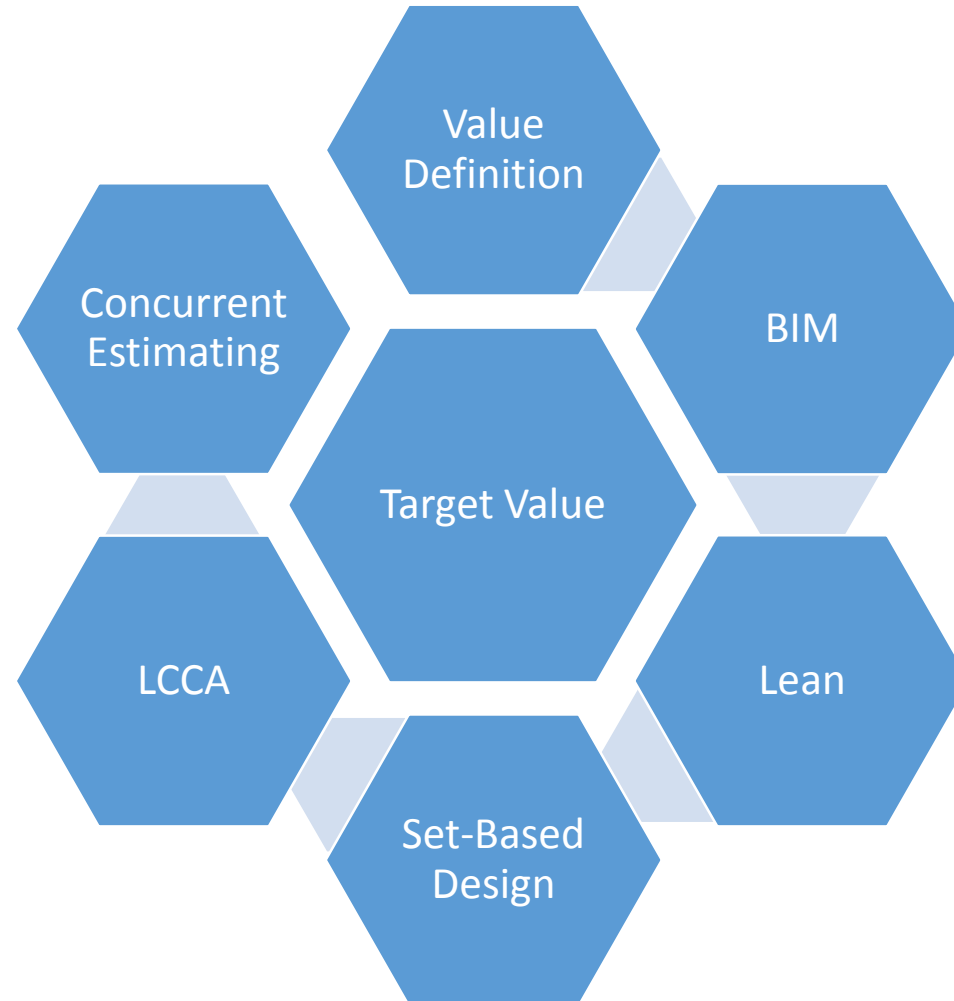 Value
Definition
Concurrent
Estimating
BIM
Target Value
LCCA
Lean
Set-Based
Design